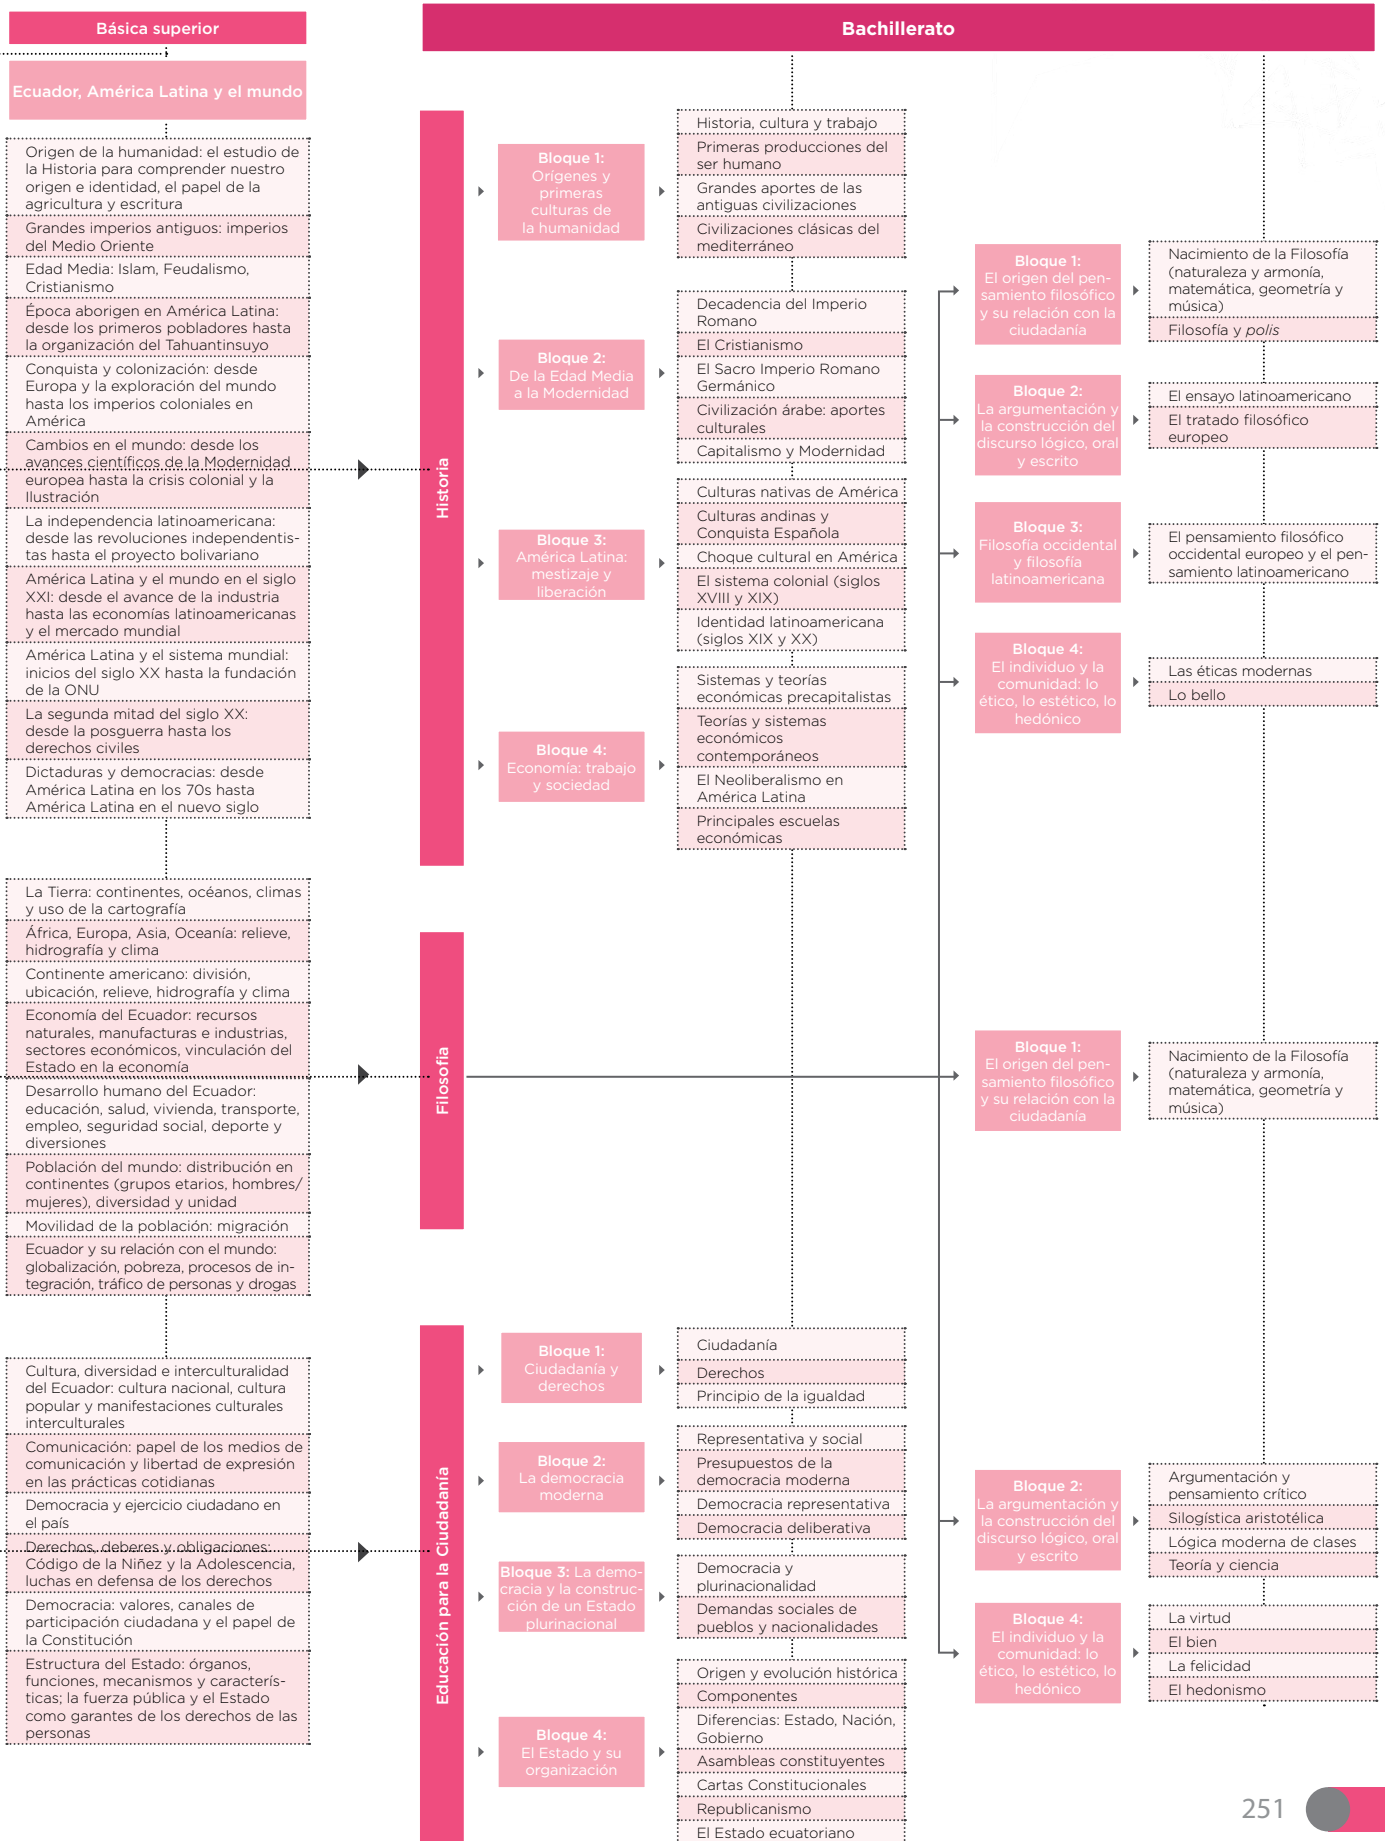 Básica superior
Bachillerato
Ecuador, América Latina y el mundo
Origen de la humanidad: el estudio de
la Historia para comprender nuestro
origen e identidad, el papel de la
agricultura y escritura
Grandes imperios antiguos: imperios
del Medio Oriente
Edad Media: Islam, Feudalismo,
Cristianismo
Época aborigen en América Latina:
desde los primeros pobladores hasta
la organización del Tahuantinsuyo
Conquista y colonización: desde
Europa y la exploración del mundo
hasta los imperios coloniales en
América
Cambios en el mundo: desde los
avances científicos de la Modernidad
europea hasta la crisis colonial y la
Ilustración
La independencia latinoamericana:
desde las revoluciones independentis-
tas hasta el proyecto bolivariano
América Latina y el mundo en el siglo
XXI: desde el avance de la industria
hasta las economías latinoamericanas
y el mercado mundial
América Latina y el sistema mundial:
inicios del siglo XX hasta la fundación
de la ONU
La segunda mitad del siglo XX:
desde la posguerra hasta los
derechos civiles
Dictaduras y democracias: desde
América Latina en los 70s hasta
América Latina en el nuevo siglo
La Tierra: continentes, océanos, climas
y uso de la cartografía
África, Europa, Asia, Oceanía: relieve,
hidrografía y clima
Continente americano: división,
ubicación, relieve, hidrografía y clima
Economía del Ecuador: recursos
naturales, manufacturas e industrias,
sectores económicos, vinculación del
Estado en la economía
Desarrollo humano del Ecuador:
educación, salud, vivienda, transporte,
empleo, seguridad social, deporte y
diversiones
Población del mundo: distribución en
continentes (grupos etarios, hombres/
mujeres), diversidad y unidad
Movilidad de la población: migración
Ecuador y su relación con el mundo:
globalización, pobreza, procesos de in-
tegración, tráfico de personas y drogas
Cultura, diversidad e interculturalidad
del Ecuador: cultura nacional, cultura
popular y manifestaciones culturales
interculturales
Comunicación: papel de los medios de
comunicación y libertad de expresión
en las prácticas cotidianas
Democracia y ejercicio ciudadano en
el país
Derechos, deberes y obligaciones:
Código de la Niñez y la Adolescencia,
luchas en defensa de los derechos
Democracia: valores, canales de
participación ciudadana y el papel de
la Constitución
Estructura del Estado: órganos,
funciones, mecanismos y caracterís-
ticas; la fuerza pública y el Estado
como garantes de los derechos de las
personas
Historia
Bloque 1:
Orígenes y
primeras
culturas de
la humanidad
Historia, cultura y trabajo
Primeras producciones del
ser humano
Grandes aportes de las
antiguas civilizaciones
Civilizaciones clásicas del
mediterráneo
Bloque 2:
De la Edad Media
a la Modernidad
Decadencia del Imperio
Romano
El Cristianismo
El Sacro Imperio Romano
Germánico
Civilización árabe: aportes
culturales
Capitalismo y Modernidad
Bloque 3:
América Latina:
mestizaje y
liberación
Culturas nativas de América
Culturas andinas y
Conquista Española
Choque cultural en América
El sistema colonial (siglos
XVIII y XIX)
Identidad latinoamericana
(siglos XIX y XX)
Bloque 4:
Economía: trabajo
y sociedad
Sistemas y teorías
económicas precapitalistas
Teorías y sistemas
económicos
contemporáneos
El Neoliberalismo en
América Latina
Principales escuelas
económicas
Filosofía
Bloque 1:
El origen del pen-
samiento filosófico
y su relación con la
ciudadanía
Nacimiento de la Filosofía
(naturaleza y armonía,
matemática, geometría y
música)
Filosofía y polis
Bloque 2:
La argumentación y
la construcción del
discurso lógico, oral
y escrito
El ensayo latinoamericano
El tratado filosófico
europeo
Bloque 3:
Filosofía occidental
y filosofía
latinoamericana
El pensamiento filosófico
occidental europeo y el pen-
samiento latinoamericano
Bloque 4:
El individuo y la
comunidad: lo
ético, lo estético, lo
hedónico
Las éticas modernas
Lo bello
Bloque 1:
El origen del pen-
samiento filosófico
y su relación con la
ciudadanía
Nacimiento de la Filosofía
(naturaleza y armonía,
matemática, geometría y
música)
Bloque 2:
La argumentación y
la construcción del
discurso lógico, oral
y escrito
Argumentación y
pensamiento crítico
Silogística aristotélica
Lógica moderna de clases
Teoría y ciencia
Bloque 4:
El individuo y la
comunidad: lo
ético, lo estético, lo
hedónico
La virtud
El bien
La felicidad
El hedonismo
Educación para la Ciudadanía
Bloque 1:
Ciudadanía y
derechos
Ciudadanía
Derechos
Principio de la igualdad
Bloque 2:
La democracia
moderna
Representativa y social
Presupuestos de la
democracia moderna
Democracia representativa
Democracia deliberativa
Bloque 3: La demo-
cracia y la construc-
ción de un Estado
plurinacional
Democracia y
plurinacionalidad
Demandas sociales de
pueblos y nacionalidades
Bloque 4:
El Estado y su
organización
Origen y evolución histórica
Componentes
Diferencias: Estado, Nación,
Gobierno
Asambleas constituyentes
Cartas Constitucionales
Republicanismo
El Estado ecuatoriano
251